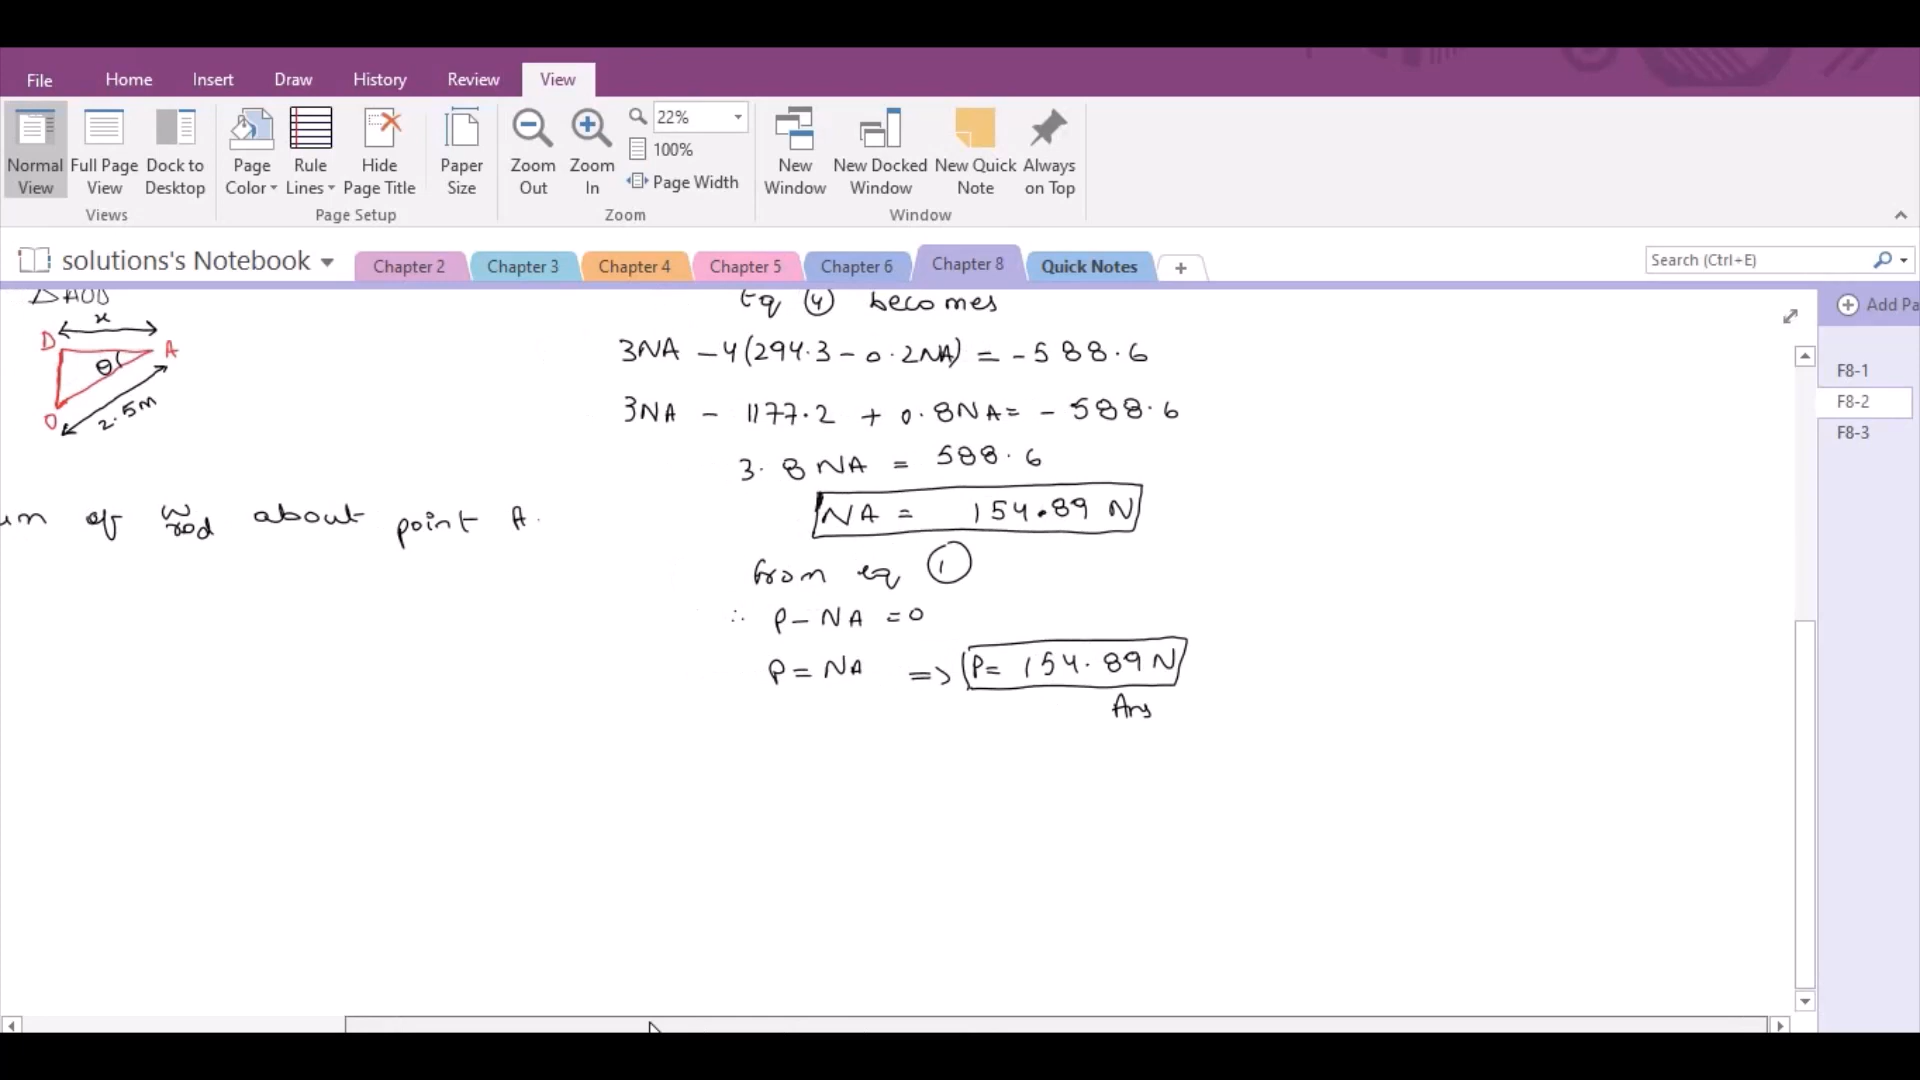 File Home Insert Draw History Review View
Normal View
Full Page View
Dock to Desktop
Views
Page Color
Rule Lines
Hide Page Title
Paper Size
Page Setup
Zoom Out
Zoom In
22%
100%
Page Width
Zoom
New Window
New Docked Window
New Quick Note
Always on Top
Window
solutions's Notebook
Chapter 2 Chapter 3 Chapter 4 Chapter 5 Chapter 6 Chapter 8 Quick Notes +
Search (Ctrl+E)
Add Pa
F8-1
F8-2
F8-3
x
D A
θ
O
2.5m
of W rod about point A.
Eq (4) becomes
3NA - 4(294.3 - 0.2NA) = -588.6
3NA - 1177.2 + 0.8NA = - 588.6
3.8NA = 588.6
NA = 154.89 N
from eq (1)
∴ P - NA = 0
P = NA => P = 154.89 N
Ans